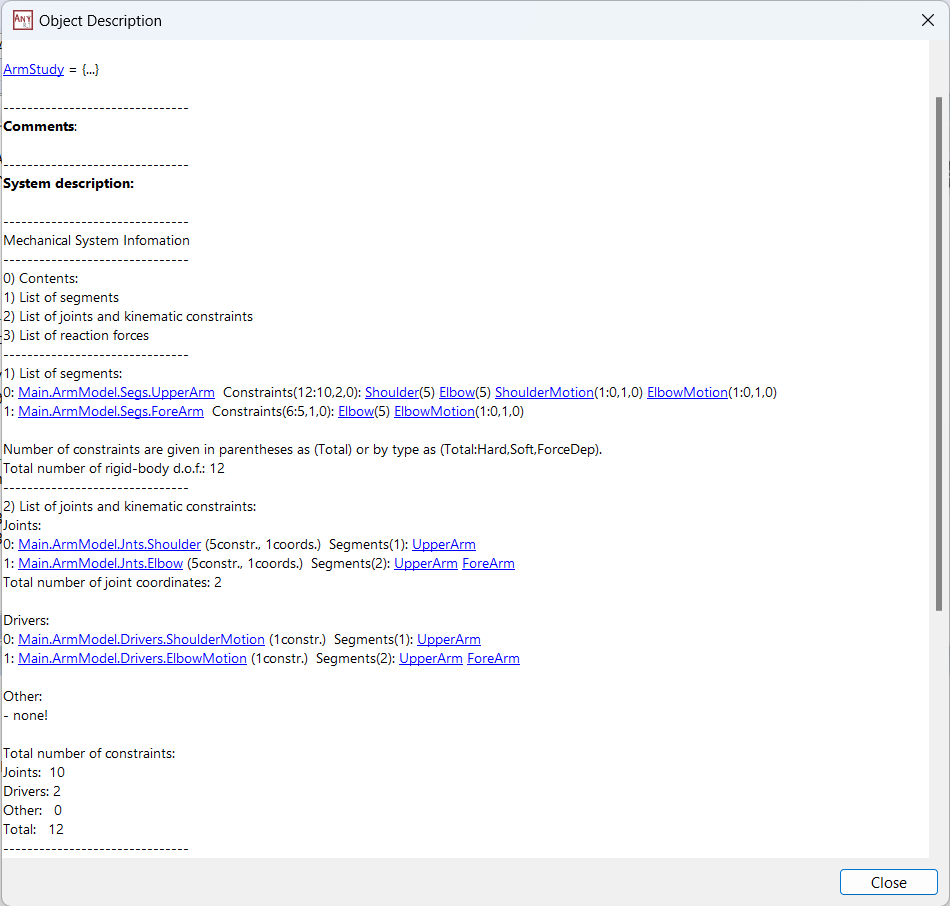 Object Description
ArmStudy = {...}
-------------------------------
Comments:
-------------------------------
System description:
-------------------------------
Mechanical System Infomation
-------------------------------
0) Contents:
1) List of segments
2) List of joints and kinematic constraints
3) List of reaction forces
-------------------------------
1) List of segments:
0: Main.ArmModel.Segs.UpperArm  Constraints(12:10,2,0): Shoulder(5) Elbow(5) ShoulderMotion(1:0,1,0) ElbowMotion(1:0,1,0)
1: Main.ArmModel.Segs.ForeArm  Constraints(6:5,1,0): Elbow(5) ElbowMotion(1:0,1,0)
Number of constraints are given in parentheses as (Total) or by type as (Total:Hard,Soft,ForceDep).
Total number of rigid-body d.o.f.: 12
-------------------------------
2) List of joints and kinematic constraints:
Joints:
0: Main.ArmModel.Jnts.Shoulder (5constr., 1coords.)  Segments(1): UpperArm
1: Main.ArmModel.Jnts.Elbow (5constr., 1coords.)  Segments(2): UpperArm ForeArm
Total number of joint coordinates: 2
Drivers:
0: Main.ArmModel.Drivers.ShoulderMotion (1constr.)  Segments(1): UpperArm
1: Main.ArmModel.Drivers.ElbowMotion (1constr.)  Segments(2): UpperArm ForeArm
Other:
- none!
Total number of constraints:
Joints:  10
Drivers: 2
Other:   0
Total:   12
-------------------------------
Close